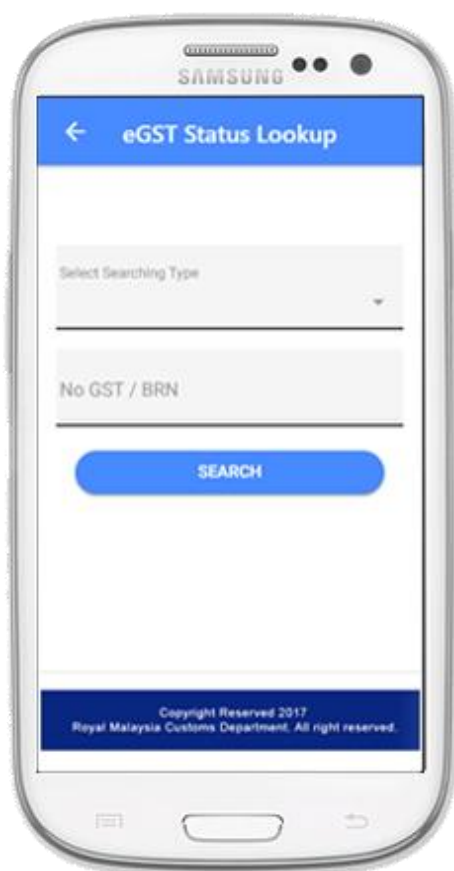 SAMSUNG
eGST Status Lookup
Select Searching Type
No GST / BRN
SEARCH
Copyright Reserved 2017
Royal Malaysia Customs Department. All right reserved.